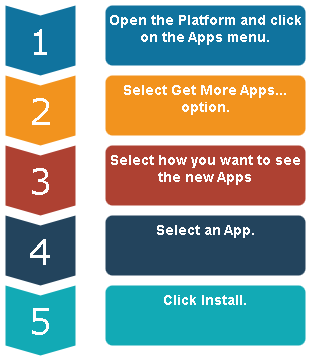 1
Open the Platform and click
on the Apps menu.
2
Select Get More Apps...
option.
3
Select how you want to see
the new Apps
4
Select an App.
5
Click Install.